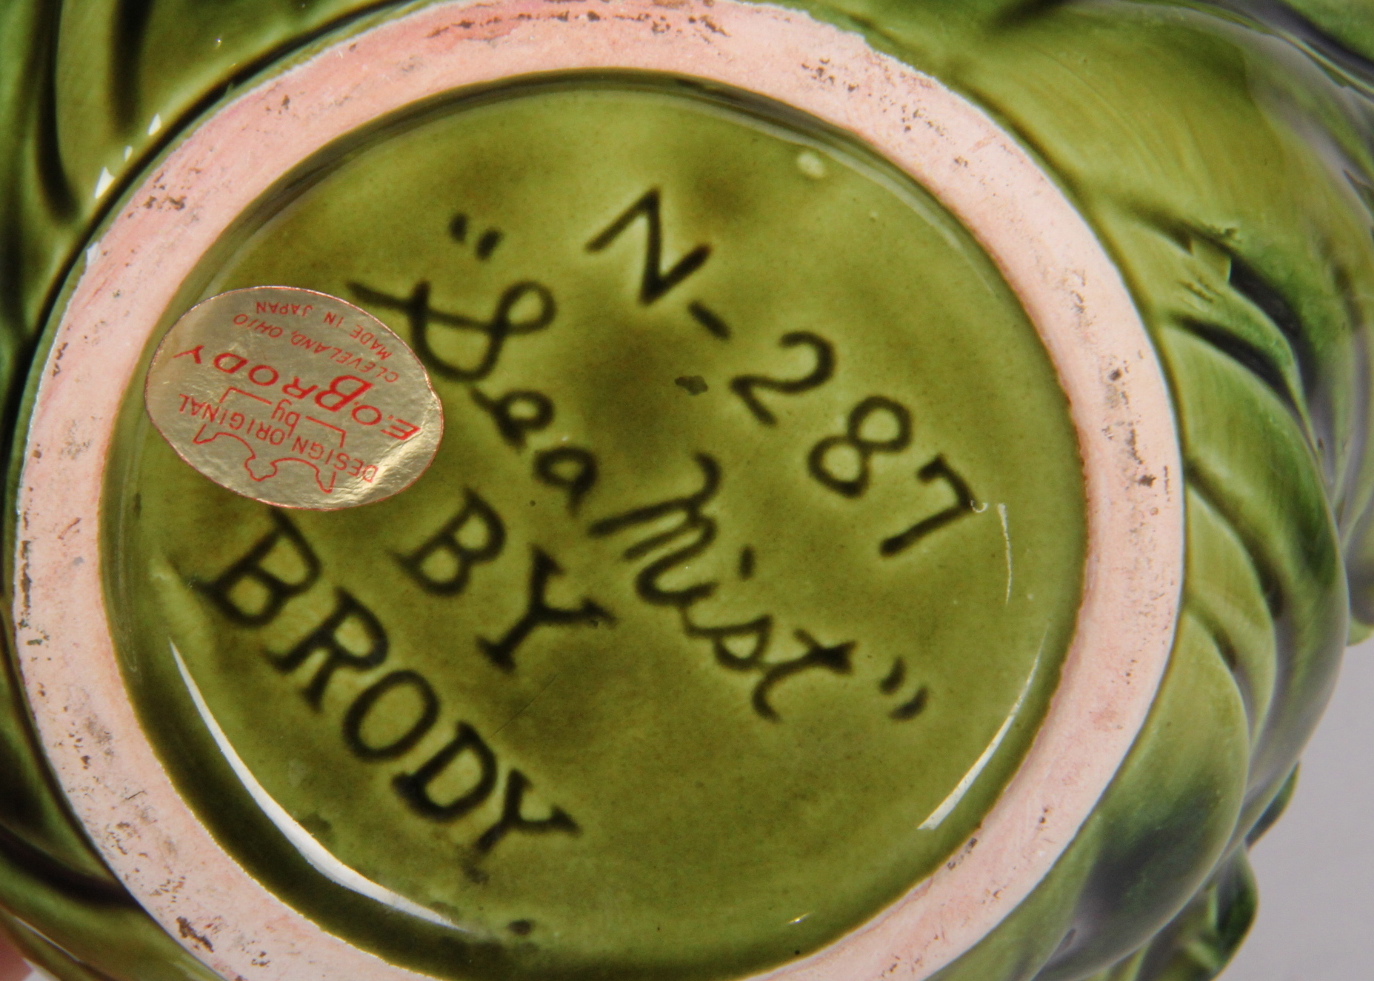 N-287
"Sea Mist"
BY
BRODY
DESIGN ORIGINAL
by
E.O BRODY
CLEVELAND, OHIO
MADE IN JAPAN